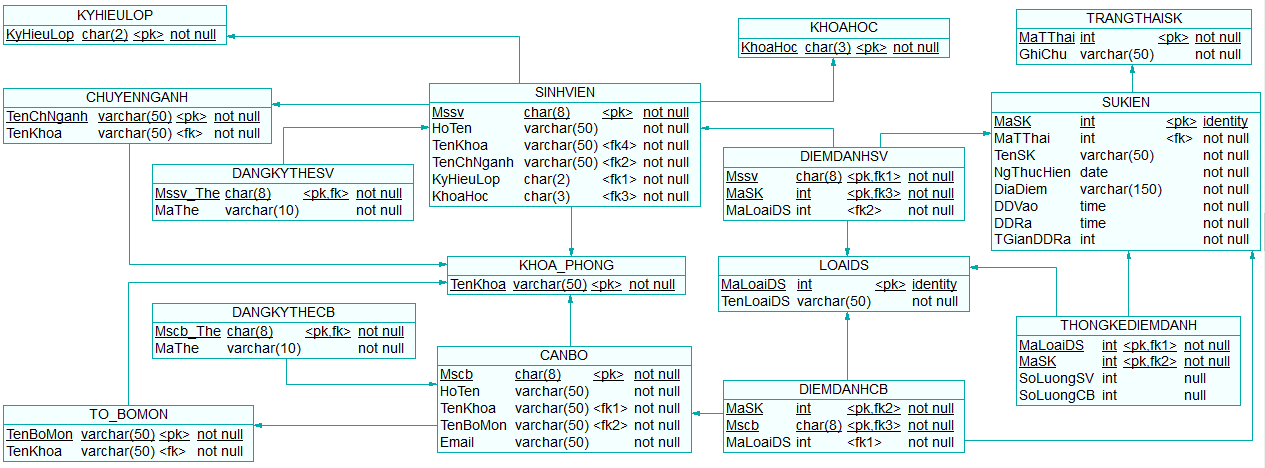 KYHIEULOP
KyHieuLop char(2) <pk> not null
KHOAHOC
KhoaHoc char(3) <pk> not null
TRANGTHAISK
MaTThai int <pk> not null
GhiChu varchar(50) not null
CHUYENNGANH
TenChNganh varchar(50) <pk> not null
TenKhoa varchar(50) <fk> not null
SINHVIEN
Mssv char(8) <pk> not null
HoTen varchar(50) not null
TenKhoa varchar(50) <fk4> not null
TenChNganh varchar(50) <fk2> not null
KyHieuLop char(2) <fk1> not null
KhoaHoc char(3) <fk3> not null
SUKIEN
MaSK int <pk> identity
MaTThai int <fk> not null
TenSK varchar(50) not null
NgThucHien date not null
DiaDiem varchar(150) not null
DDVao time not null
DDRa time not null
TGianDDRa int not null
DANGKYTHESV
Mssv_The char(8) <pk,fk> not null
MaThe varchar(10) not null
DIEMDANHSV
Mssv char(8) <pk,fk1> not null
MaSK int <pk,fk3> not null
MaLoaiDS int <fk2> not null
KHOA_PHONG
TenKhoa varchar(50) <pk> not null
LOAIDS
MaLoaiDS int <pk> identity
TenLoaiDS varchar(50) not null
DANGKYTHECB
Mscb_The char(8) <pk,fk> not null
MaThe varchar(10) not null
THONGKEDIEMDANH
MaLoaiDS int <pk,fk1> not null
MaSK int <pk,fk2> not null
SoLuongSV int null
SoLuongCB int null
CANBO
Mscb char(8) <pk> not null
HoTen varchar(50) not null
TenKhoa varchar(50) <fk1> not null
TenBoMon varchar(50) <fk2> not null
Email varchar(50) not null
DIEMDANHCB
MaSK int <pk,fk2> not null
Mscb char(8) <pk,fk3> not null
MaLoaiDS int <fk1> not null
TO_BOMON
TenBoMon varchar(50) <pk> not null
TenKhoa varchar(50) <fk> not null